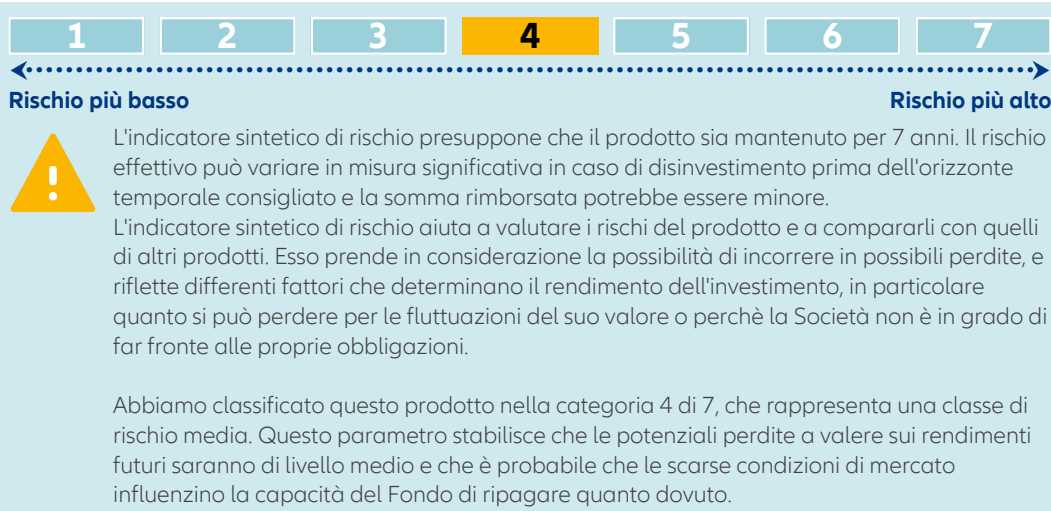 1 2 3 4 5 6 7
Rischio più basso Rischio più alto
L'indicatore sintetico di rischio presuppone che il prodotto sia mantenuto per 7 anni. Il rischio
effettivo può variare in misura significativa in caso di disinvestimento prima dell'orizzonte
temporale consigliato e la somma rimborsata potrebbe essere minore.
L'indicatore sintetico di rischio aiuta a valutare i rischi del prodotto e a compararli con quelli
di altri prodotti. Esso prende in considerazione la possibilità di incorrere in possibili perdite, e
riflette differenti fattori che determinano il rendimento dell'investimento, in particolare
quanto si può perdere per le fluttuazioni del suo valore o perchè la Società non è in grado di
far fronte alle proprie obbligazioni.
Abbiamo classificato questo prodotto nella categoria 4 di 7, che rappresenta una classe di
rischio media. Questo parametro stabilisce che le potenziali perdite a valere sui rendimenti
futuri saranno di livello medio e che è probabile che le scarse condizioni di mercato
influenzino la capacità del Fondo di ripagare quanto dovuto.